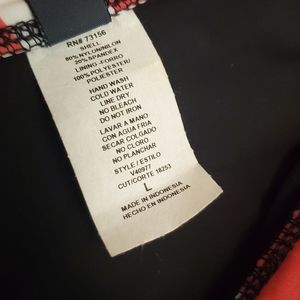 RN# 73156
SHELL:
80% NYLON/NILON
20% SPANDEX
LINING -FORRO:
100% POLYESTER/
POLIESTER
HAND WASH
COLD WATER
LINE DRY
NO BLEACH
DO NOT IRON
LAVAR A MANO
CON AGUA FRIA
SECAR COLGADO
NO CLORO
NO PLANCHAR
STYLE / ESTILO
V40977
CUT/CORTE 18253
L
MADE IN INDONESIA
HECHO EN INDONESIA